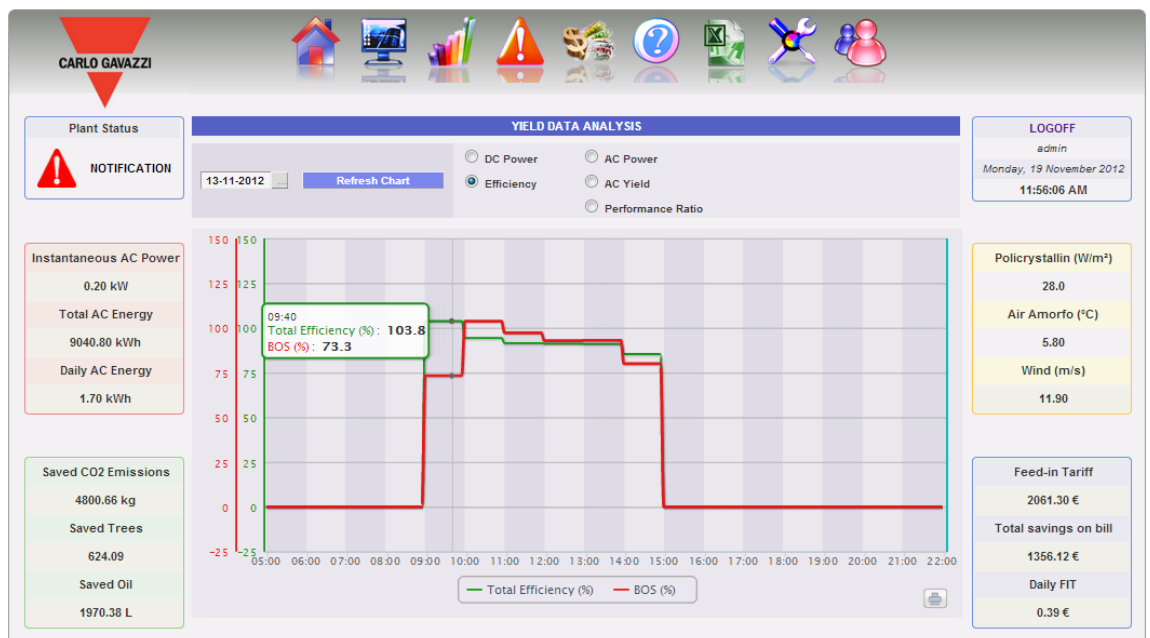 CARLO GAVAZZI
Plant Status
NOTIFICATION
YIELD DATA ANALYSIS
13-11-2012 ...
Refresh Chart
DC Power
AC Power
Efficiency
AC Yield
Performance Ratio
LOGOFF
admin
Monday, 19 November 2012
11:56:06 AM
Instantaneous AC Power
0.20 kW
Total AC Energy
9040.80 kWh
Daily AC Energy
1.70 kWh
Saved CO2 Emissions
4800.66 kg
Saved Trees
624.09
Saved Oil
1970.38 L
150 150
125 125
100 100
75 75
50 50
25 25
0 0
-25 -25
09:40
Total Efficiency (%) : 103.8
BOS (%) : 73.3
05:00 06:00 07:00 08:00 09:00 10:00 11:00 12:00 13:00 14:00 15:00 16:00 17:00 18:00 19:00 20:00 21:00 22:00
Total Efficiency (%) BOS (%)
Policrystallin (W/m²)
28.0
Air Amorfo (°C)
5.80
Wind (m/s)
11.90
Feed-in Tariff
2061.30 €
Total savings on bill
1356.12 €
Daily FIT
0.39 €